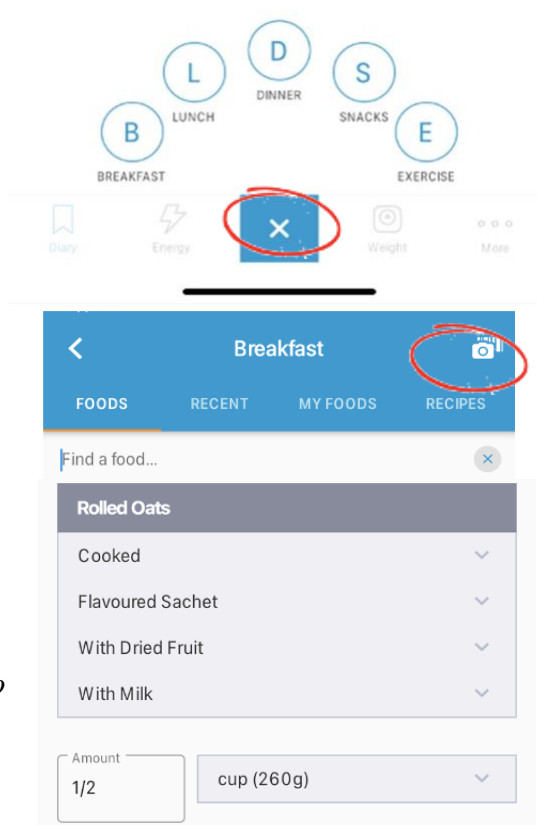 D
L
S
DINNER
LUNCH
SNACKS
B
E
BREAKFAST
EXERCISE
Diary
Energy
Weight
More
Breakfast
FOODS RECENT MY FOODS RECIPES
Find a food...
Rolled Oats
Cooked
Flavoured Sachet
With Dried Fruit
With Milk
Amount
1/2
cup (260g)